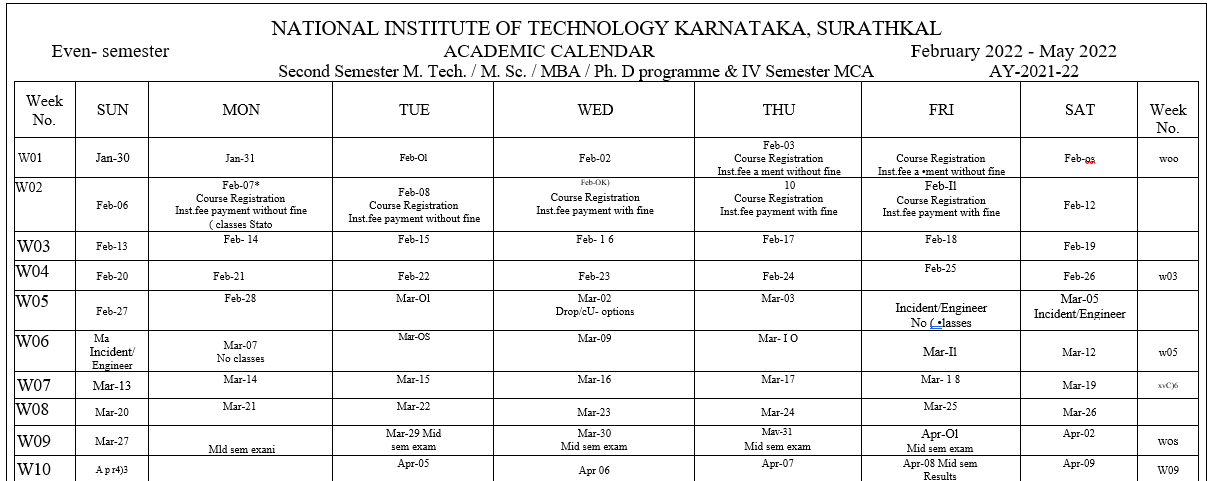 NATIONAL INSTITUTE OF TECHNOLOGY KARNATAKA, SURATHKAL
Even- semester ACADEMIC CALENDAR February 2022 - May 2022
Second Semester M. Tech. / M. Sc. / MBA / Ph. D programme & IV Semester MCA AY-2021-22
Week No. SUN MON TUE WED THU FRI SAT Week No.
W01 Jan-30 Jan-31 Feb-Ol Feb-02 Feb-03 Course Registration Inst.fee a ment without fine Course Registration Inst.fee a •ment without fine Feb-os woo
W02 Feb-06 Feb-07* Course Registration Inst.fee payment without fine ( classes Stato Feb-08 Course Registration Inst.fee payment without fine Feb-OK) Course Registration Inst.fee payment with fine 10 Course Registration Inst.fee payment with fine Feb-Il Course Registration Inst.fee payment with fine Feb-12
W03 Feb-13 Feb- 14 Feb-15 Feb- 1 6 Feb-17 Feb-18 Feb-19
W04 Feb-20 Feb-21 Feb-22 Feb-23 Feb-24 Feb-25 Feb-26 w03
W05 Feb-27 Feb-28 Mar-Ol Mar-02 Drop/cU- options Mar-03 Incident/Engineer No (.•lasses Mar-05 Incident/Engineer
W06 Ma Incident/ Engineer Mar-07 No classes Mar-OS Mar-09 Mar- I O Mar-Il Mar-12 w05
W07 Mar-13 Mar-14 Mar-15 Mar-16 Mar-17 Mar- 1 8 Mar-19 xvC)6
W08 Mar-20 Mar-21 Mar-22 Mar-23 Mar-24 Mar-25 Mar-26
W09 Mar-27 Mld sem exani Mar-29 Mid sem exam Mar-30 Mid sem exam Mav-31 Mid sem exam Apr-Ol Mid sem exam Apr-02 wos
W10 A p r4)3 Apr-05 Apr 06 Apr-07 Apr-08 Mid sem Results Apr-09 W09